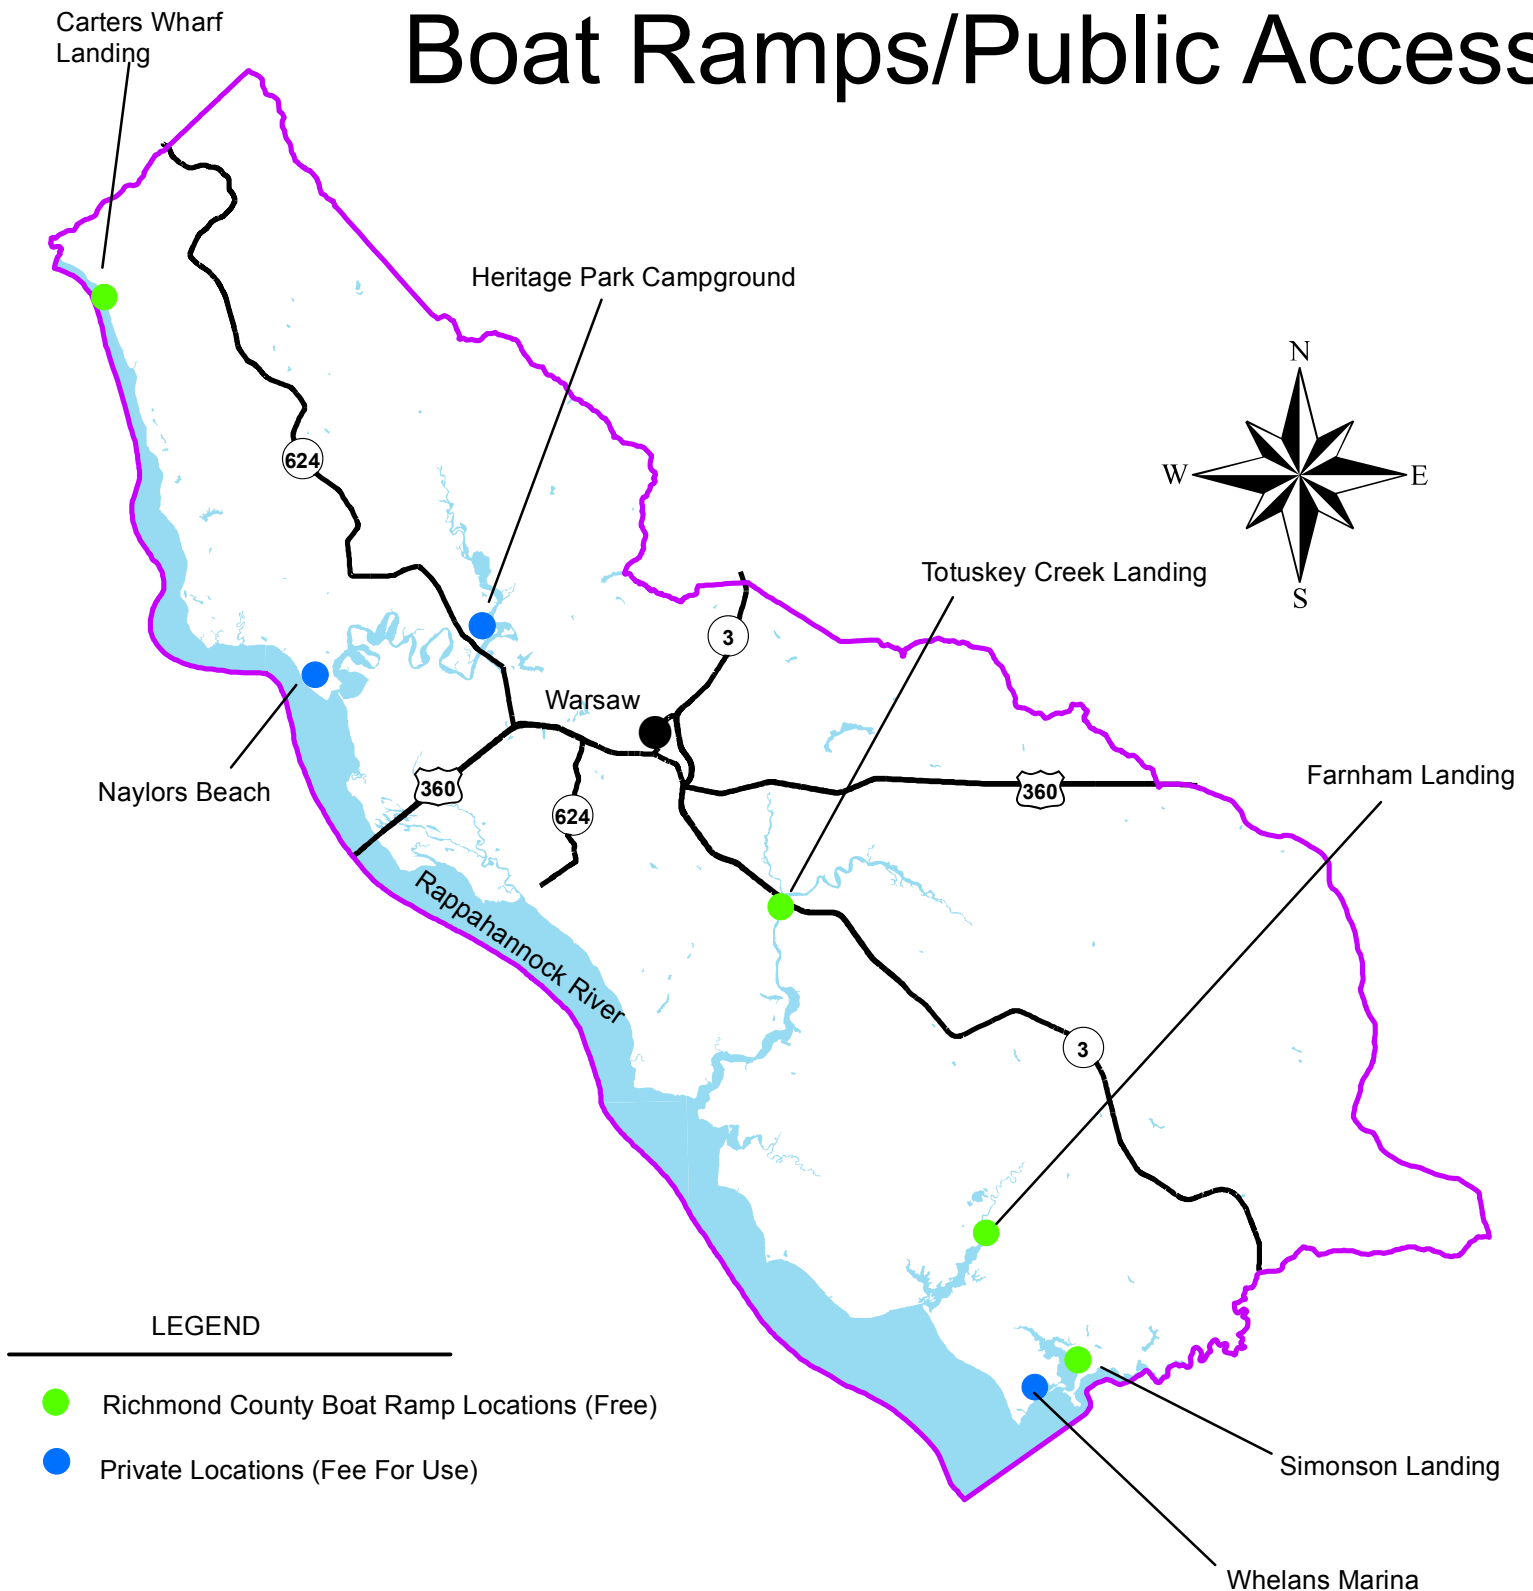 Boat Ramps/Public Access
Carters Wharf
Landing
Heritage Park Campground
N
W
E
S
624
Totuskey Creek Landing
3
Warsaw
Naylors Beach
360
624
360
Farnham Landing
Rappahannock River
3
LEGEND
Richmond County Boat Ramp Locations (Free)
Private Locations (Fee For Use)
Simonson Landing
Whelans Marina